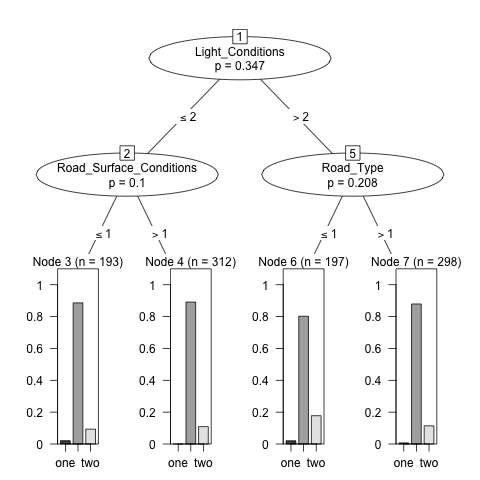 1
Light_Conditions
p = 0.347
≤ 2
> 2
2
Road_Surface_Conditions
p = 0.1
5
Road_Type
p = 0.208
≤ 1
> 1
≤ 1
> 1
Node 3 (n = 193)
1
0.8
0.6
0.4
0.2
0
one two
Node 4 (n = 312)
1
0.8
0.6
0.4
0.2
0
one two
Node 6 (n = 197)
1
0.8
0.6
0.4
0.2
0
one two
Node 7 (n = 298)
1
0.8
0.6
0.4
0.2
0
one two